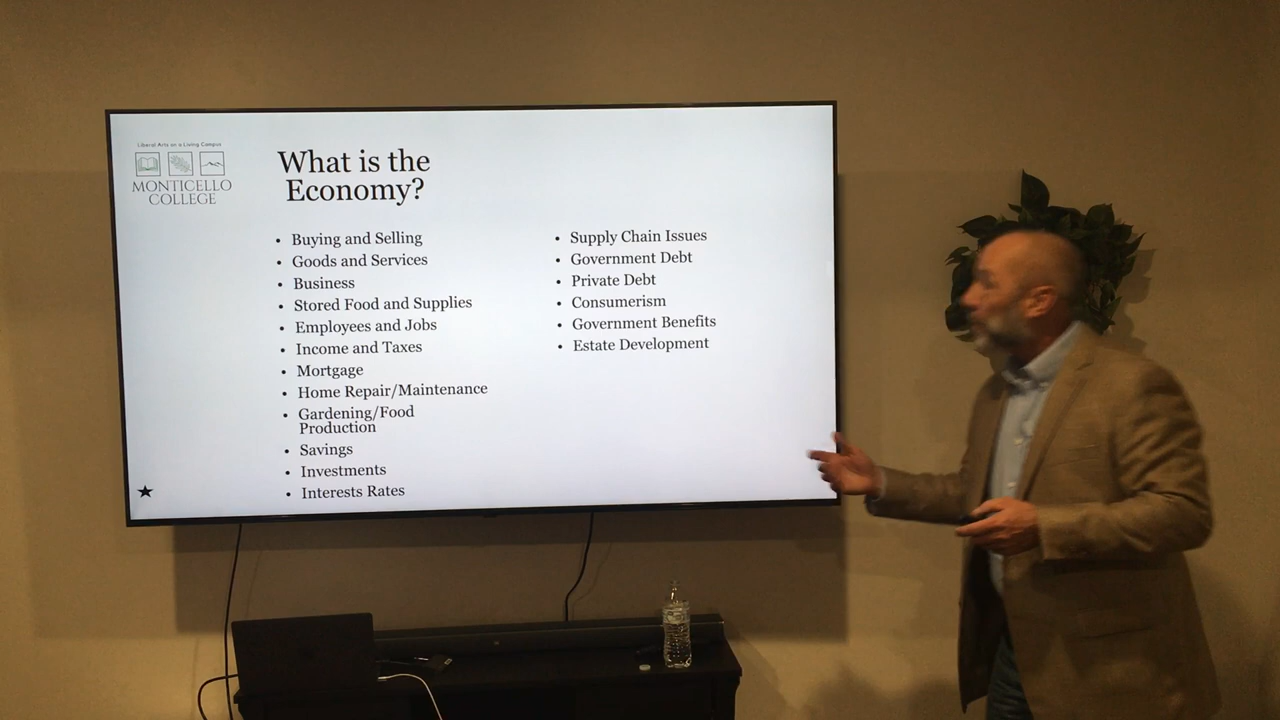 Liberal Arts on a Living Campus
MONTICELLO
COLLEGE
What is the
Economy?
• Buying and Selling
• Goods and Services
• Business
• Stored Food and Supplies
• Employees and Jobs
• Income and Taxes
• Mortgage
• Home Repair/Maintenance
• Gardening/Food
Production
• Savings
• Investments
• Interests Rates
• Supply Chain Issues
• Government Debt
• Private Debt
• Consumerism
• Government Benefits
• Estate Development